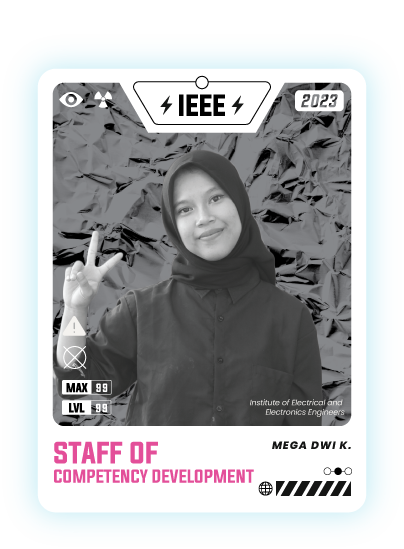 IEEE
2023
MAX 99
LVL 99
Institute of Electrical and
Electronics Engineers
STAFF OF
COMPETENCY DEVELOPMENT
MEGA DWI K.